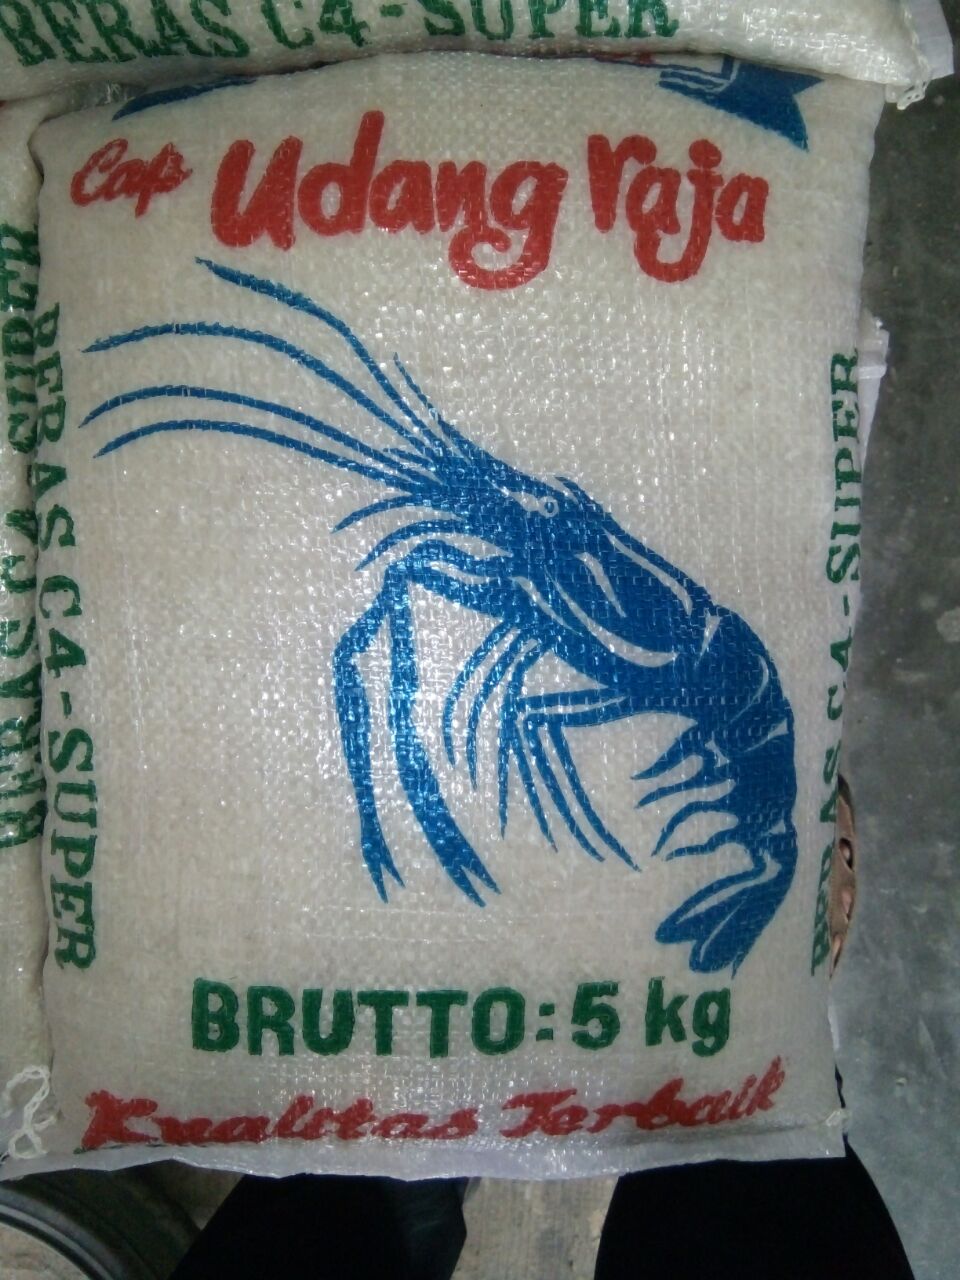 BERAS C4-SUPER
Cap Udang raja
BERAS C4-SUPER
BERAS C4-SUPER
BRUTTO: 5 kg
Kualitas Terbaik